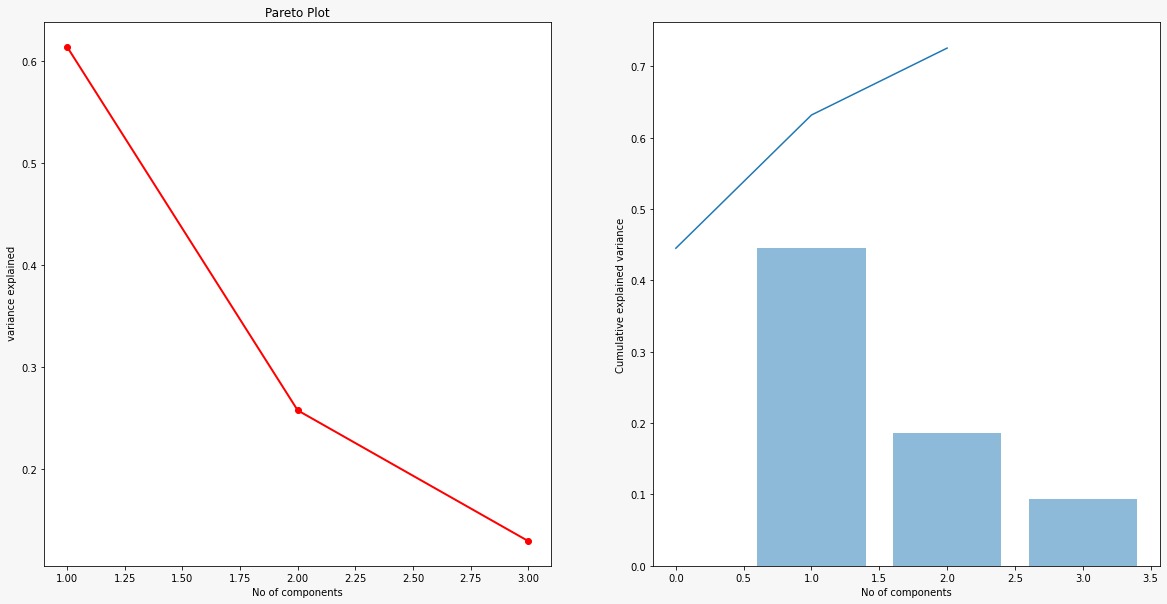 Pareto Plot
variance explained
0.6
0.5
0.4
0.3
0.2
1.00 1.25 1.50 1.75 2.00 2.25 2.50 2.75 3.00
No of components
Cumulative explained variance
0.7
0.6
0.5
0.4
0.3
0.2
0.1
0.0
0.0 0.5 1.0 1.5 2.0 2.5 3.0 3.5
No of components